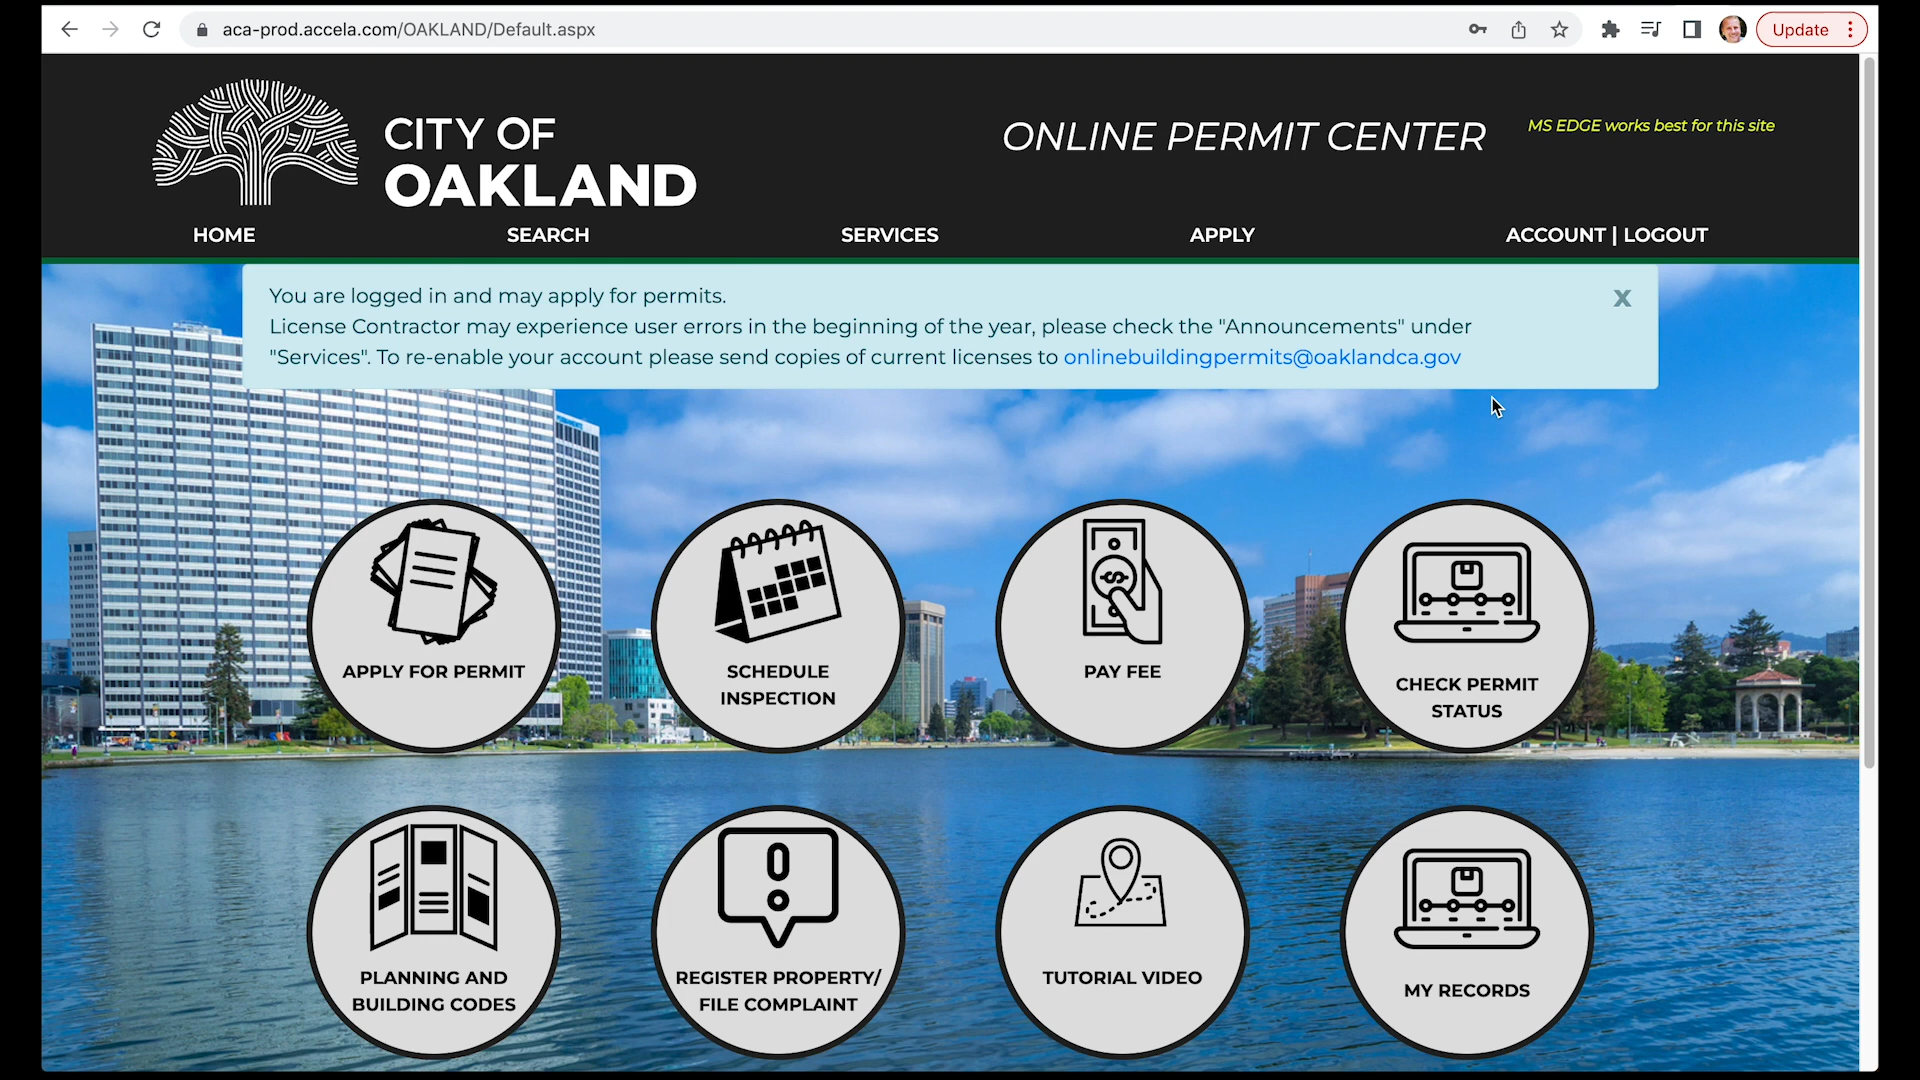 aca-prod.accela.com/OAKLAND/Default.aspx
Update
CITY OF
OAKLAND
ONLINE PERMIT CENTER
MS EDGE works best for this site
HOME
SEARCH
SERVICES
APPLY
ACCOUNT | LOGOUT
You are logged in and may apply for permits.
X
License Contractor may experience user errors in the beginning of the year, please check the "Announcements" under
"Services". To re-enable your account please send copies of current licenses to onlinebuildingpermits@oaklandca.gov
APPLY FOR PERMIT
SCHEDULE
INSPECTION
PAY FEE
CHECK PERMIT
STATUS
PLANNING AND
BUILDING CODES
REGISTER PROPERTY/
FILE COMPLAINT
TUTORIAL VIDEO
MY RECORDS